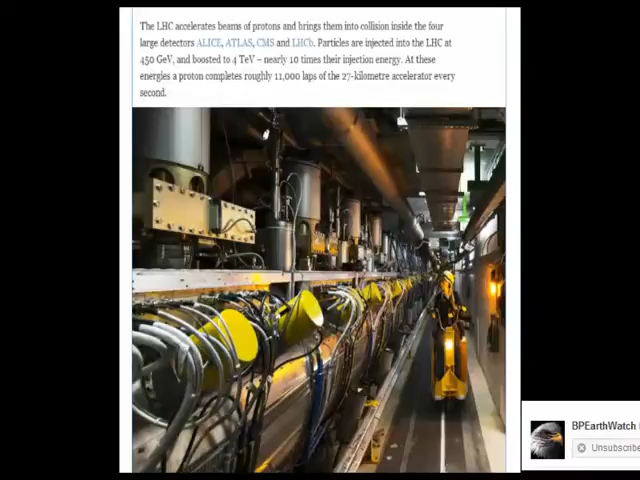 The LHC accelerates beams of protons and brings them into collision inside the four
large detectors ALICE, ATLAS, CMS and LHCb. Particles are injected into the LHC at
450 GeV, and boosted to 4 TeV – nearly 10 times their injection energy. At these
energies a proton completes roughly 11,000 laps of the 27-kilometre accelerator every
second.
BPEarthWatch
Unsubscribe